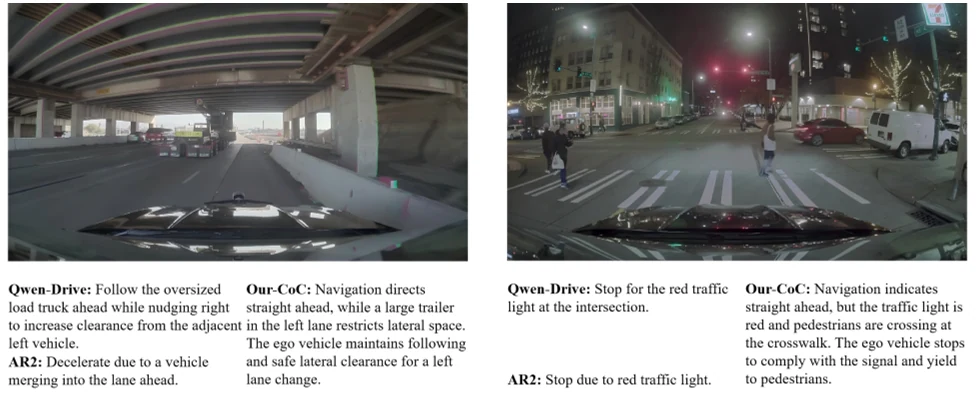 Qwen-Drive: Follow the oversized
load truck ahead while nudging right
to increase clearance from the adjacent
left vehicle.
AR2: Decelerate due to a vehicle
merging into the lane ahead.
Our-CoC: Navigation directs
straight ahead, while a large trailer
in the left lane restricts lateral space.
The ego vehicle maintains following
and safe lateral clearance for a left
lane change.
Qwen-Drive: Stop for the red traffic
light at the intersection.
AR2: Stop due to red traffic light.
Our-CoC: Navigation indicates
straight ahead, but the traffic light is
red and pedestrians are crossing at
the crosswalk. The ego vehicle stops
to comply with the signal and yield
to pedestrians.